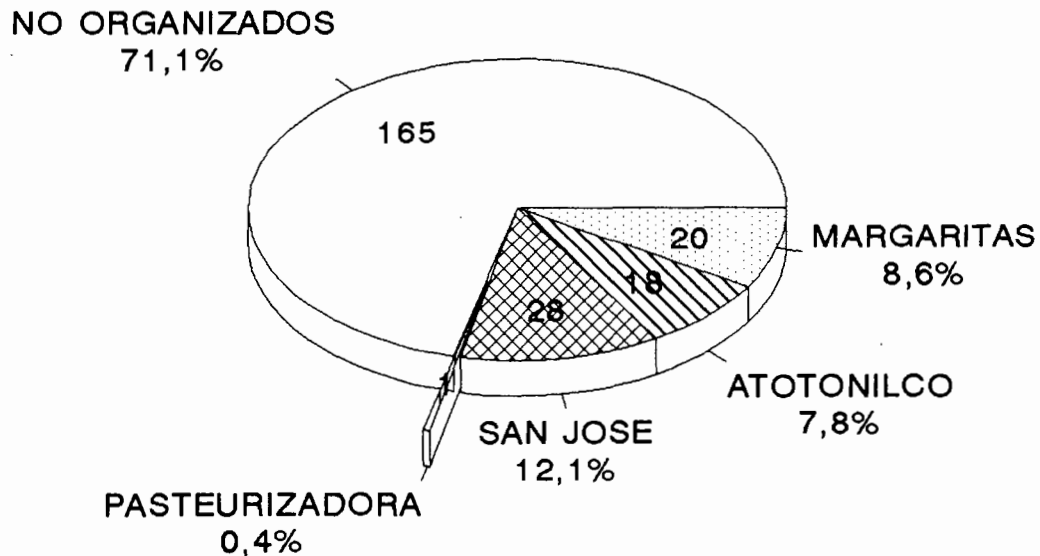 NO ORGANIZADOS
71,1%
165
20
MARGARITAS
8,6%
18
28
1
ATOTONILCO
7,8%
SAN JOSE
12,1%
PASTEURIZADORA
0,4%